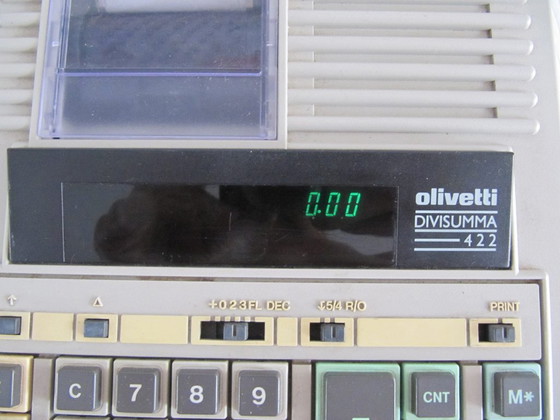 0.00
olivetti
DIVISUMMA
422
↑ Δ +0 2 3 FL DEC ↓5/4 R/O PRINT
C 7 8 9 - CNT M*